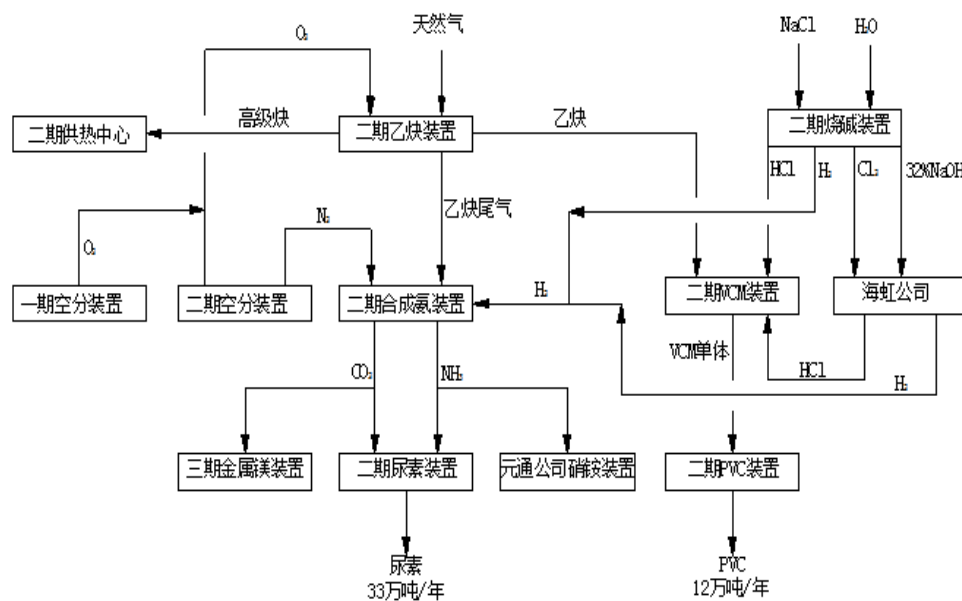 O₂
天然气
NaCl
H₂O
二期供热中心
高级炔
二期乙炔装置
乙炔
二期烧碱装置
HCl
H₂
Cl₂
32%NaOH
乙炔尾气
O₂
N₂
一期空分装置
二期空分装置
二期合成氨装置
H₂
二期VCM装置
海虹公司
VCM单体
HCl
H₂
CO₂
NH₃
三期金属镁装置
二期尿素装置
元通公司硝铵装置
二期PVC装置
尿素
33万吨/年
PVC
12万吨/年